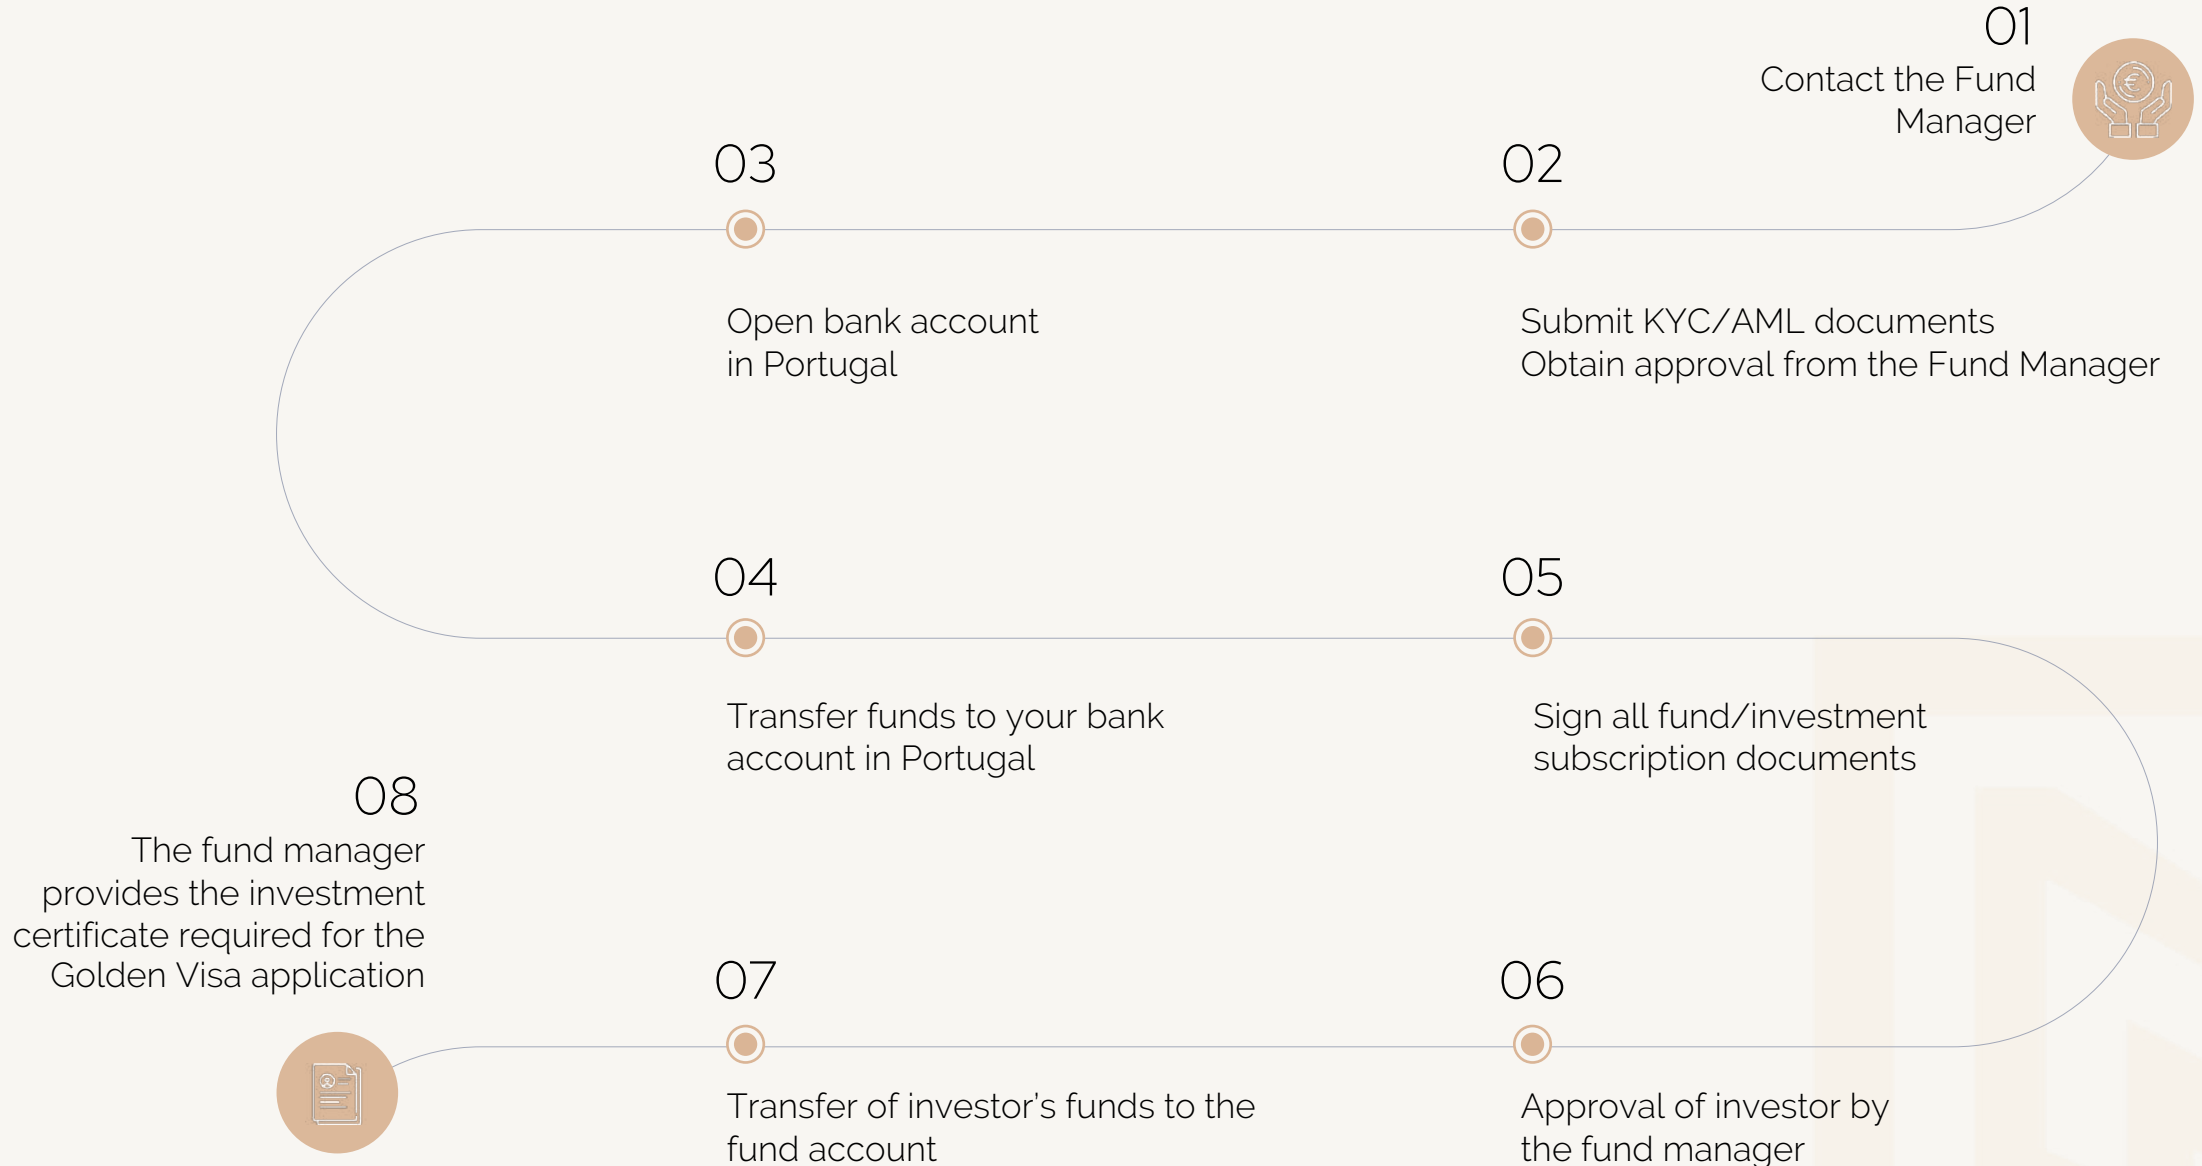 01
Contact the Fund
Manager
02
Submit KYC/AML documents
Obtain approval from the Fund Manager
03
Open bank account
in Portugal
04
Transfer funds to your bank
account in Portugal
05
Sign all fund/investment
subscription documents
06
Approval of investor by
the fund manager
07
Transfer of investor’s funds to the
fund account
08
The fund manager
provides the investment
certificate required for the
Golden Visa application